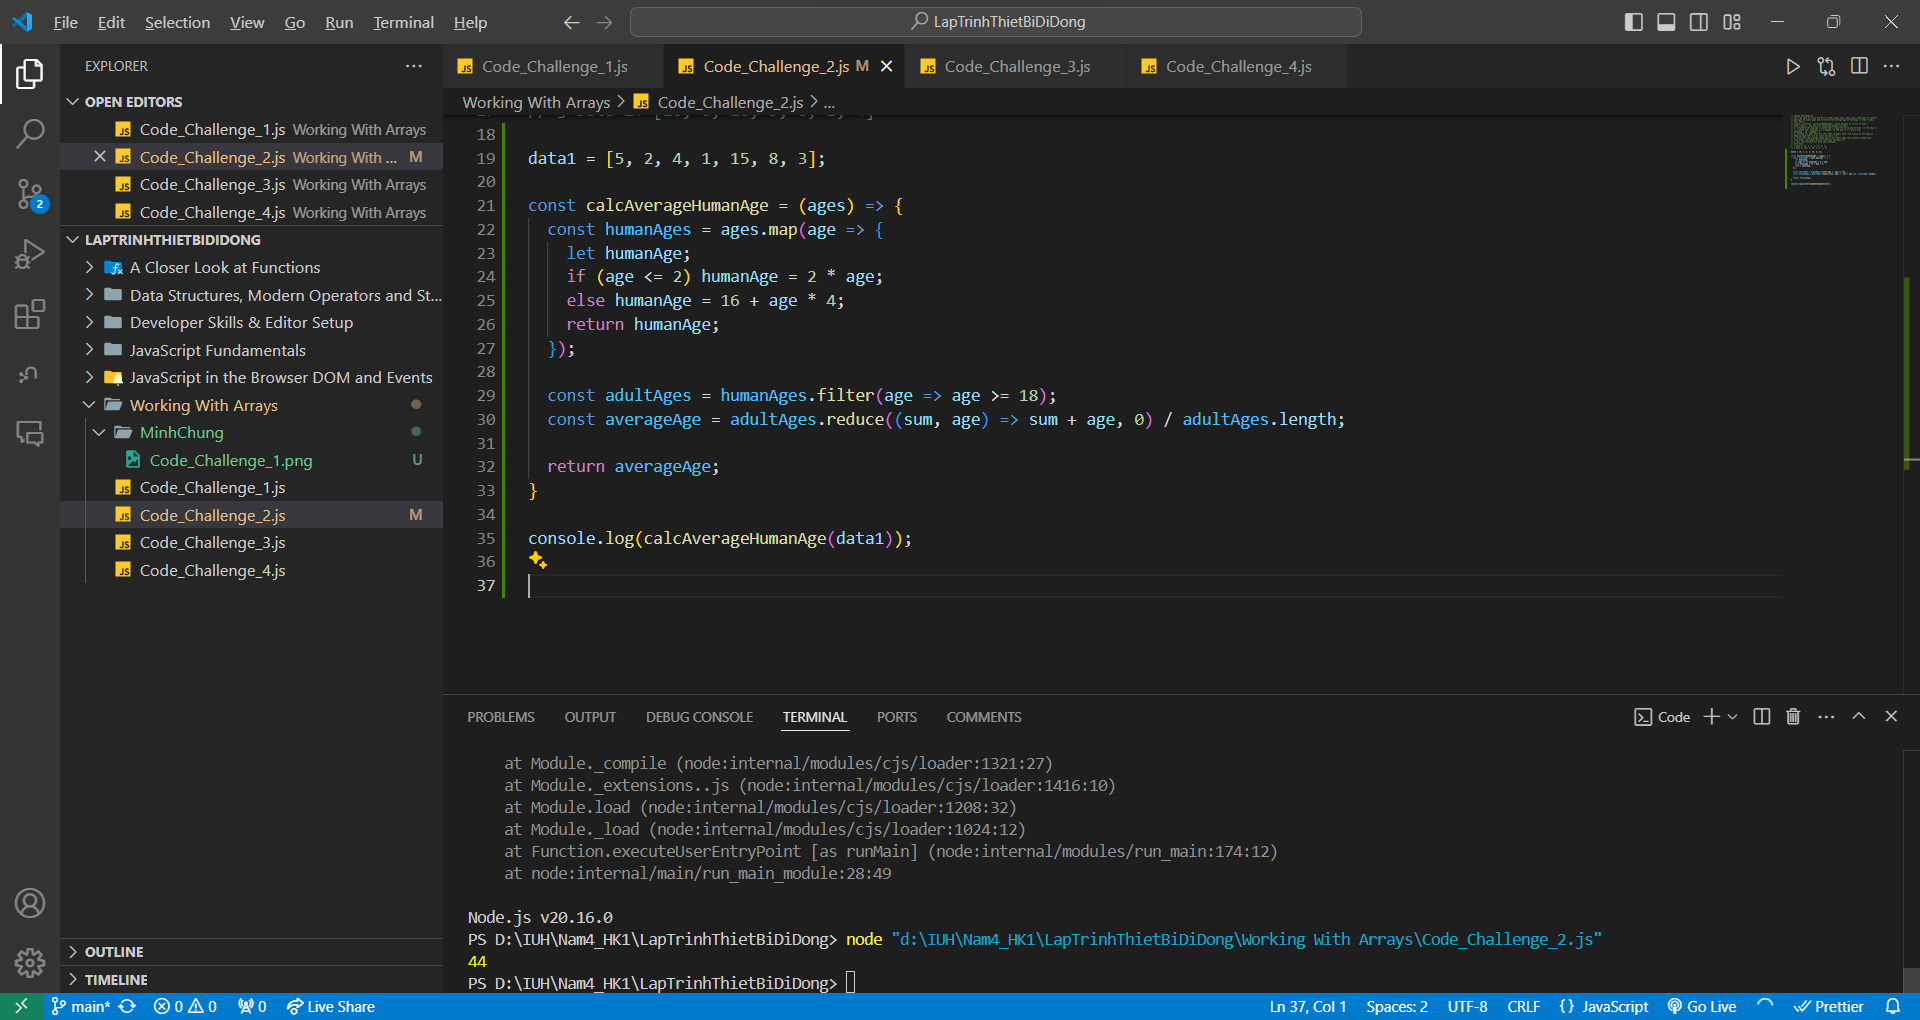 File Edit Selection View Go Run Terminal Help
LapTrinhThietBiDiDong
EXPLORER
OPEN EDITORS
Code_Challenge_1.js Working With Arrays
Code_Challenge_2.js Working With ... M
Code_Challenge_3.js Working With Arrays
Code_Challenge_4.js Working With Arrays
LAPTRINHTHIETBIDIDONG
A Closer Look at Functions
Data Structures, Modern Operators and St...
Developer Skills & Editor Setup
JavaScript Fundamentals
JavaScript in the Browser DOM and Events
Working With Arrays
MinhChung
Code_Challenge_1.png U
Code_Challenge_1.js
Code_Challenge_2.js M
Code_Challenge_3.js
Code_Challenge_4.js
OUTLINE
TIMELINE
2
Code_Challenge_1.js Code_Challenge_2.js M Code_Challenge_3.js Code_Challenge_4.js
Working With Arrays > Code_Challenge_2.js > ...
18
19 data1 = [5, 2, 4, 1, 15, 8, 3];
20
21 const calcAverageHumanAge = (ages) => {
22 const humanAges = ages.map(age => {
23 let humanAge;
24 if (age <= 2) humanAge = 2 * age;
25 else humanAge = 16 + age * 4;
26 return humanAge;
27 });
28
29 const adultAges = humanAges.filter(age => age >= 18);
30 const averageAge = adultAges.reduce((sum, age) => sum + age, 0) / adultAges.length;
31
32 return averageAge;
33 }
34
35 console.log(calcAverageHumanAge(data1));
36
37
PROBLEMS OUTPUT DEBUG CONSOLE TERMINAL PORTS COMMENTS
Code
at Module._compile (node:internal/modules/cjs/loader:1321:27)
at Module._extensions..js (node:internal/modules/cjs/loader:1416:10)
at Module.load (node:internal/modules/cjs/loader:1208:32)
at Module._load (node:internal/modules/cjs/loader:1024:12)
at Function.executeUserEntryPoint [as runMain] (node:internal/modules/run_main:174:12)
at node:internal/main/run_main_module:28:49
Node.js v20.16.0
PS D:\IUH\Nam4_HK1\LapTrinhThietBiDiDong> node "d:\IUH\Nam4_HK1\LapTrinhThietBiDiDong\Working With Arrays\Code_Challenge_2.js"
44
PS D:\IUH\Nam4_HK1\LapTrinhThietBiDiDong>
main* 0 0 0 Live Share
Ln 37, Col 1 Spaces: 2 UTF-8 CRLF {} JavaScript Go Live Prettier